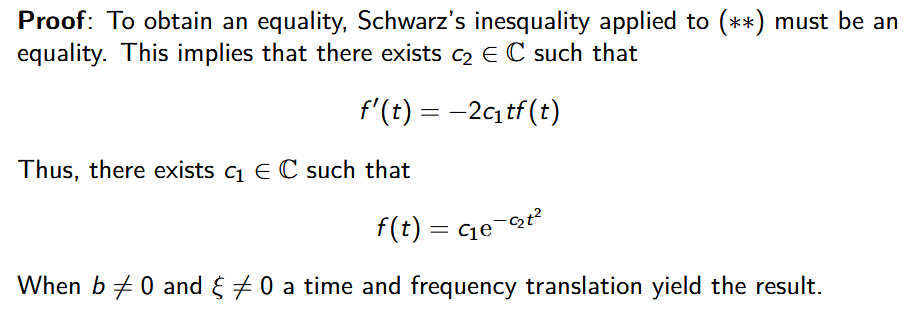 Proof: To obtain an equality, Schwarz's inesquality applied to (∗∗) must be an
equality. This implies that there exists c₂ ∈ ℂ such that
f′(t) = −2c₁tf(t)
Thus, there exists c₁ ∈ ℂ such that
f(t) = c₁e^{−c₂t²}
When b ≠ 0 and ξ ≠ 0 a time and frequency translation yield the result.